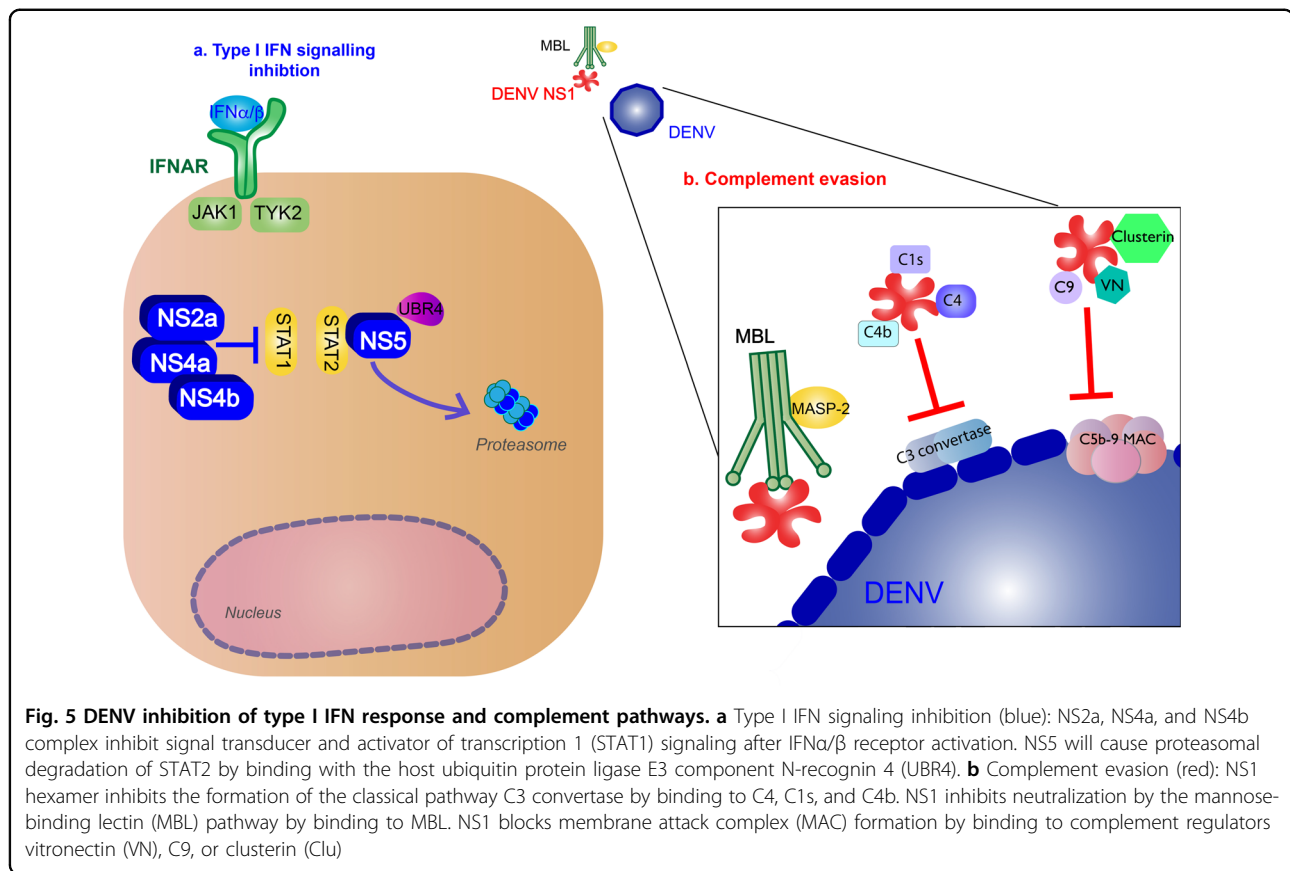 a. Type I IFN signalling
inhibtion
IFNα/β
IFNAR
JAK1
TYK2
NS2a
NS4a
NS4b
STAT1
STAT2
NS5
UBR4
Proteasome
Nucleus
MBL
DENV NS1
DENV
b. Complement evasion
MBL
MASP-2
C1s
C4
C4b
C3 convertase
Clusterin
C9
VN
C5b-9 MAC
DENV
Fig. 5 DENV inhibition of type I IFN response and complement pathways. a Type I IFN signaling inhibition (blue): NS2a, NS4a, and NS4b
complex inhibit signal transducer and activator of transcription 1 (STAT1) signaling after IFNα/β receptor activation. NS5 will cause proteasomal
degradation of STAT2 by binding with the host ubiquitin protein ligase E3 component N-recognin 4 (UBR4). b Complement evasion (red): NS1
hexamer inhibits the formation of the classical pathway C3 convertase by binding to C4, C1s, and C4b. NS1 inhibits neutralization by the mannose-
binding lectin (MBL) pathway by binding to MBL. NS1 blocks membrane attack complex (MAC) formation by binding to complement regulators
vitronectin (VN), C9, or clusterin (Clu)